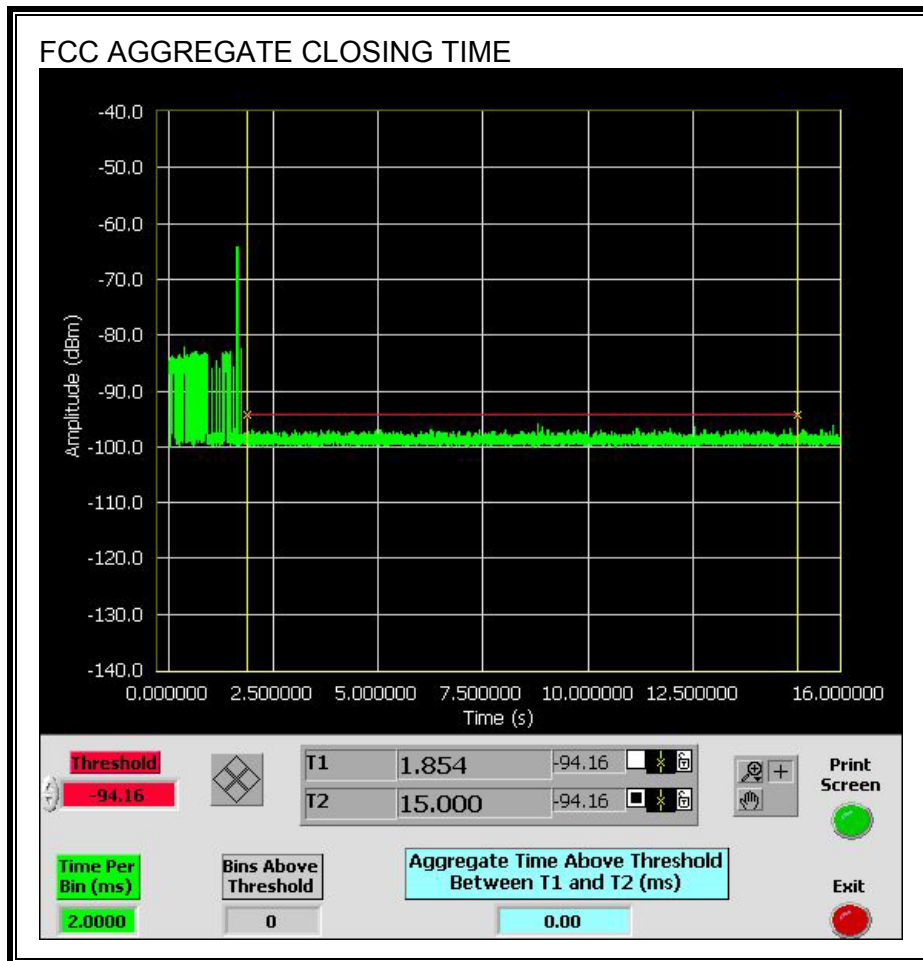 FCC AGGREGATE CLOSING TIME
-40.0
-50.0
-60.0
-70.0
-80.0
-90.0
-100.0
-110.0
-120.0
-130.0
-140.0
Amplitude (dBm)
0.000000 2.500000 5.000000 7.500000 10.000000 12.500000 16.000000
Time (s)
Threshold
-94.16
T1 1.854 -94.16
T2 15.000 -94.16
Print
Screen
Time Per
Bin (ms)
2.0000
Bins Above
Threshold
0
Aggregate Time Above Threshold
Between T1 and T2 (ms)
0.00
Exit